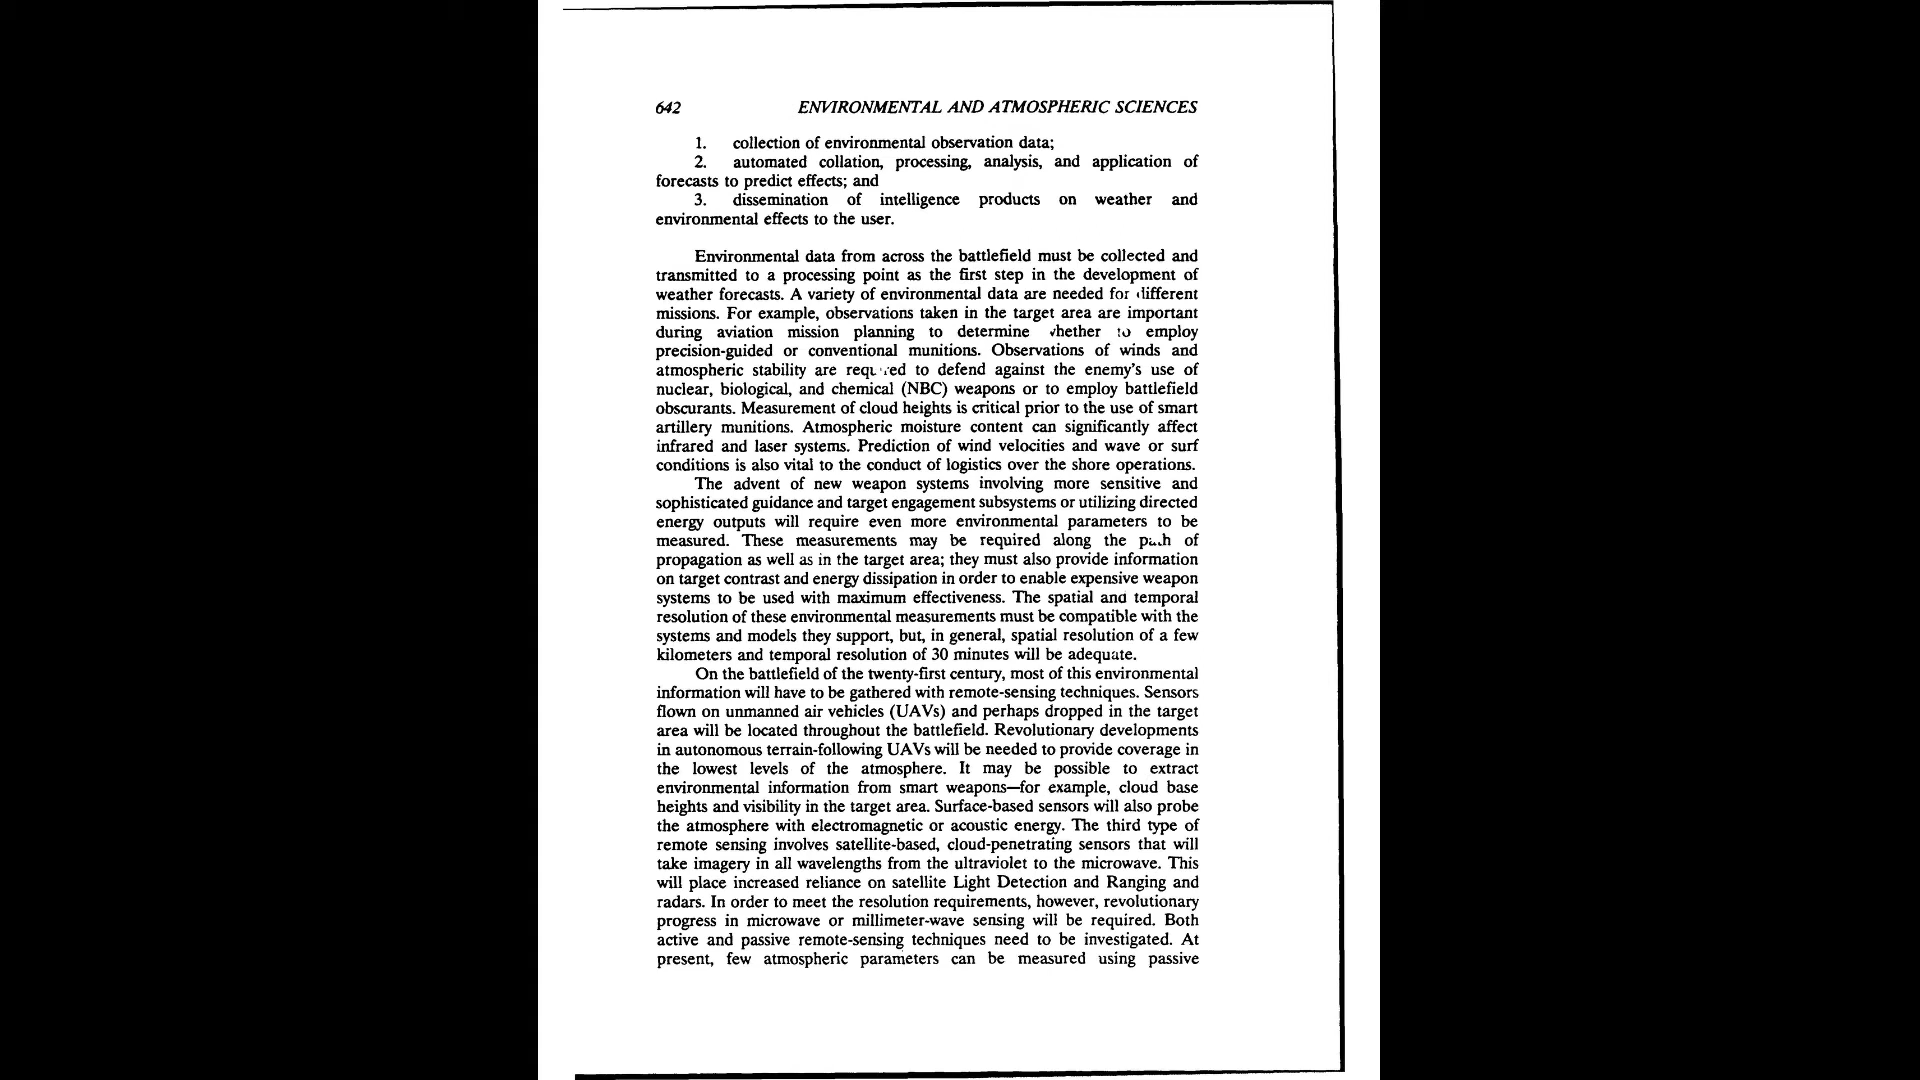 642 ENVIRONMENTAL AND ATMOSPHERIC SCIENCES
1. collection of environmental observation data;
2. automated collation, processing, analysis, and application of
forecasts to predict effects; and
3. dissemination of intelligence products on weather and
environmental effects to the user.
Environmental data from across the battlefield must be collected and
transmitted to a processing point as the first step in the development of
weather forecasts. A variety of environmental data are needed for different
missions. For example, observations taken in the target area are important
during aviation mission planning to determine whether to employ
precision-guided or conventional munitions. Observations of winds and
atmospheric stability are required to defend against the enemy's use of
nuclear, biological, and chemical (NBC) weapons or to employ battlefield
obscurants. Measurement of cloud heights is critical prior to the use of smart
artillery munitions. Atmospheric moisture content can significantly affect
infrared and laser systems. Prediction of wind velocities and wave or surf
conditions is also vital to the conduct of logistics over the shore operations.
The advent of new weapon systems involving more sensitive and
sophisticated guidance and target engagement subsystems or utilizing directed
energy outputs will require even more environmental parameters to be
measured. These measurements may be required along the path of
propagation as well as in the target area; they must also provide information
on target contrast and energy dissipation in order to enable expensive weapon
systems to be used with maximum effectiveness. The spatial and temporal
resolution of these environmental measurements must be compatible with the
systems and models they support, but, in general, spatial resolution of a few
kilometers and temporal resolution of 30 minutes will be adequate.
On the battlefield of the twenty-first century, most of this environmental
information will have to be gathered with remote-sensing techniques. Sensors
flown on unmanned air vehicles (UAVs) and perhaps dropped in the target
area will be located throughout the battlefield. Revolutionary developments
in autonomous terrain-following UAVs will be needed to provide coverage in
the lowest levels of the atmosphere. It may be possible to extract
environmental information from smart weapons—for example, cloud base
heights and visibility in the target area. Surface-based sensors will also probe
the atmosphere with electromagnetic or acoustic energy. The third type of
remote sensing involves satellite-based, cloud-penetrating sensors that will
take imagery in all wavelengths from the ultraviolet to the microwave. This
will place increased reliance on satellite Light Detection and Ranging and
radars. In order to meet the resolution requirements, however, revolutionary
progress in microwave or millimeter-wave sensing will be required. Both
active and passive remote-sensing techniques need to be investigated. At
present, few atmospheric parameters can be measured using passive